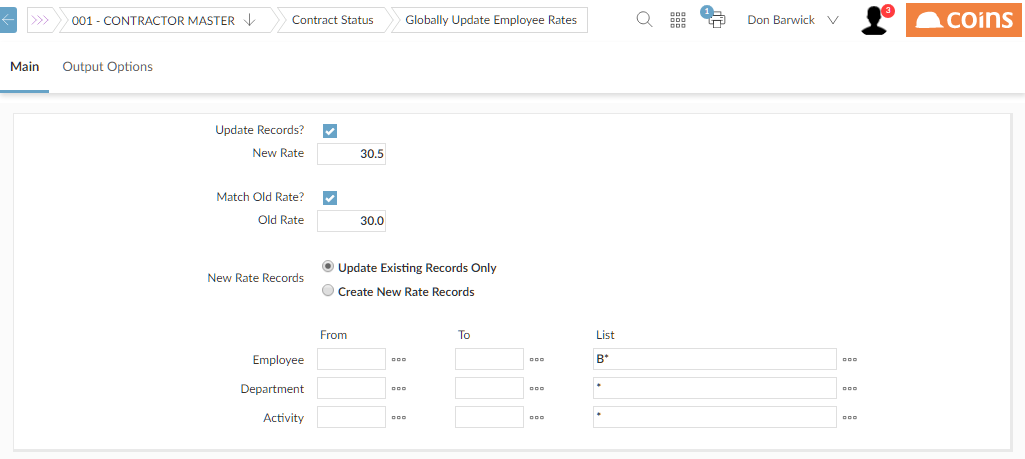 001 - CONTRACTOR MASTER Contract Status Globally Update Employee Rates 1 Don Barwick 3 coins
Main Output Options
Update Records?
New Rate 30.5
Match Old Rate?
Old Rate 30.0
New Rate Records
Update Existing Records Only
Create New Rate Records
From To List
Employee B*
Department *
Activity *